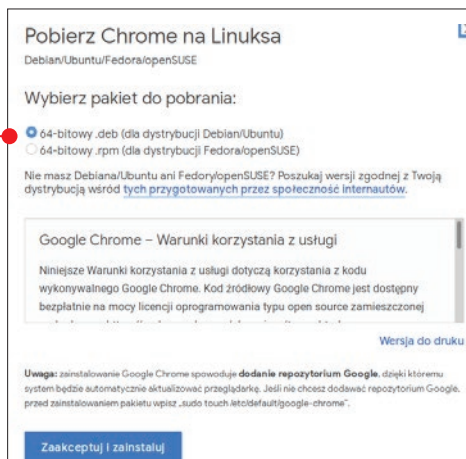 Pobierz Chrome na Linuksa
Debian/Ubuntu/Fedora/openSUSE
Wybierz pakiet do pobrania:
64-bitowy .deb (dla dystrybucji Debian/Ubuntu)
64-bitowy .rpm (dla dystrybucji Fedora/openSUSE)
Nie masz Debiana/Ubuntu ani Fedory/openSUSE? Poszukaj wersji zgodnej z Twoją
dystrybucją wśród tych przygotowanych przez społeczność internautów.
Google Chrome – Warunki korzystania z usługi
Niniejsze Warunki korzystania z usługi dotyczą korzystania z kodu
wykonywalnego Google Chrome. Kod źródłowy Google Chrome jest dostępny
bezpłatnie na mocy licencji oprogramowania typu open source zamieszczonej
Wersja do druku
Uwaga: zainstalowanie Google Chrome spowoduje dodanie repozytorium Google, dzięki któremu
system będzie automatycznie aktualizować przeglądarkę. Jeśli nie chcesz dodawać repozytorium Google,
przed zainstalowaniem pakietu wpisz „sudo touch /etc/default/google-chrome".
Zaakceptuj i zainstaluj